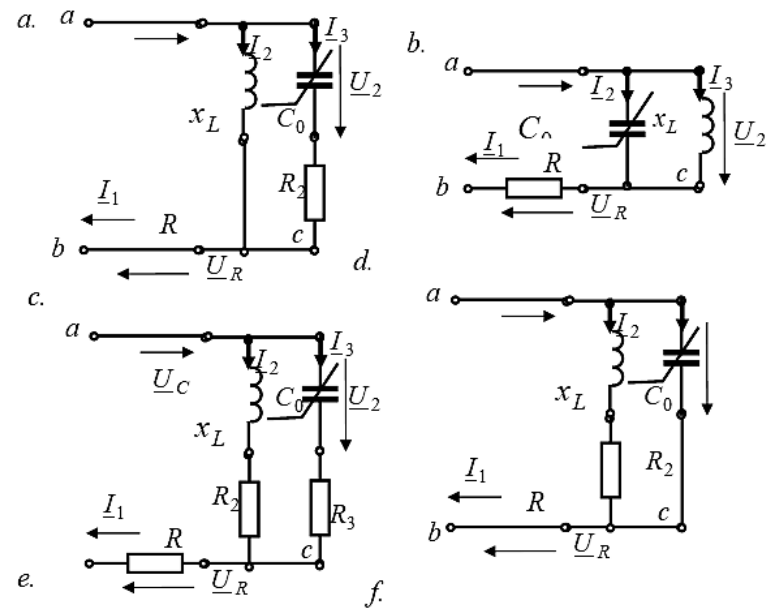 a.
a
I2
I3
U2
xL
C0
R2
I1
R
b
c
UR
b.
a
I2
I3
xL
U2
I1
R
c
b
UR
c.
a
UC
I2
I3
C0
U2
xL
R2
R3
I1
R
c
UR
d.
a
I2
xL
C0
R2
I1
R
c
b
UR
e.
f.